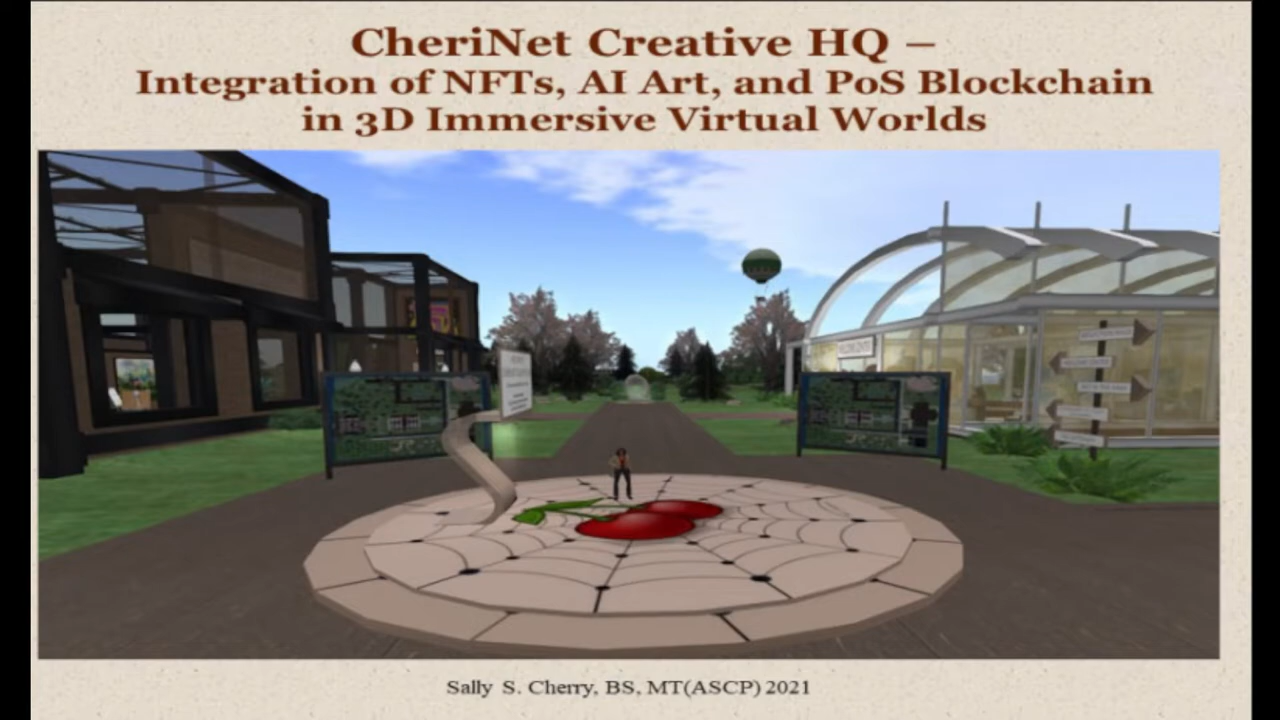 CheriNet Creative HQ –
Integration of NFTs, AI Art, and PoS Blockchain
in 3D Immersive Virtual Worlds
Sally S. Cherry, BS, MT(ASCP) 2021